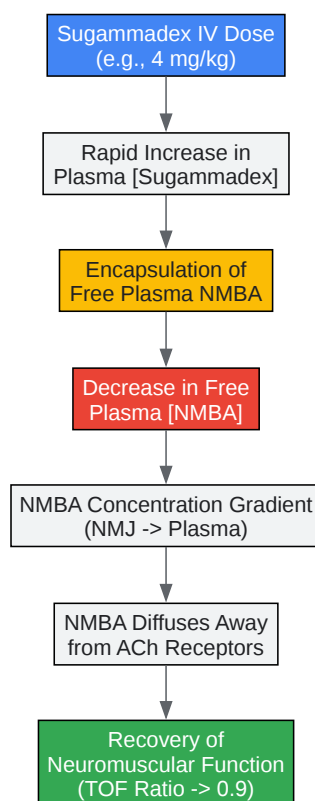 Sugammadex IV Dose
(e.g., 4 mg/kg)
Rapid Increase in
Plasma [Sugammadex]
Encapsulation of
Free Plasma NMBA
Decrease in Free
Plasma [NMBA]
NMBA Concentration Gradient
(NMJ -> Plasma)
NMBA Diffuses Away
from ACh Receptors
Recovery of
Neuromuscular Function
(TOF Ratio -> 0.9)